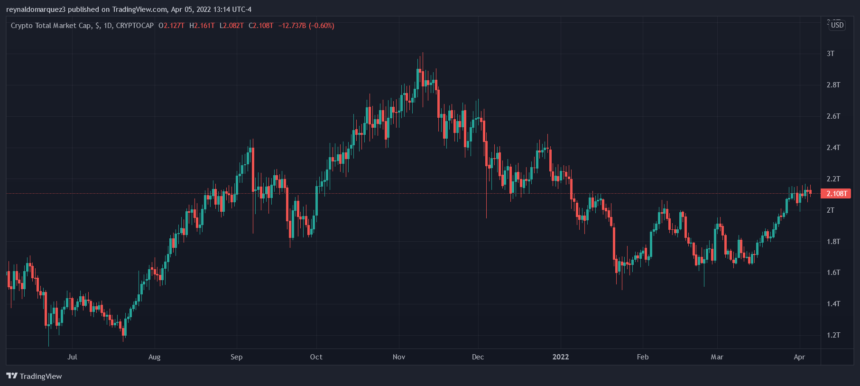 reynaldomarquez3 published on TradingView.com, Apr 05, 2022 13:14 UTC-4
Crypto Total Market Cap, $, 1D, CRYPTOCAP O2.127T H2.161T L2.082T C2.108T −12.737B (−0.60%)
USD
3T
2.8T
2.6T
2.4T
2.2T
2.108T
2T
1.8T
1.6T
1.4T
1.2T
Jul Aug Sep Oct Nov Dec 2022 Feb Mar Apr
TradingView